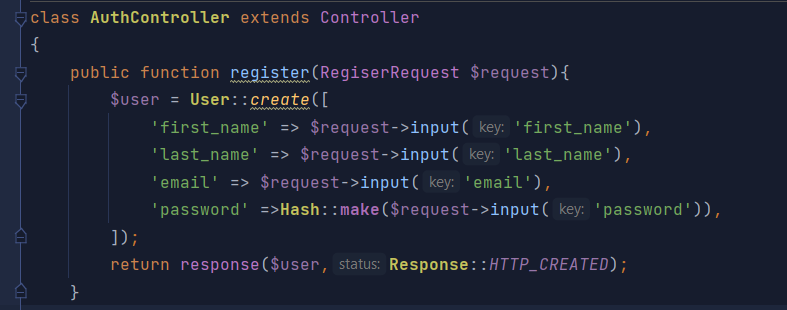 class AuthController extends Controller
{
    public function register(RegiserRequest $request){
        $user = User::create([
            'first_name' => $request->input( key: 'first_name'),
            'last_name' => $request->input( key: 'last_name'),
            'email' => $request->input( key: 'email'),
            'password' =>Hash::make($request->input( key: 'password')),
        ]);
        return response($user, status: Response::HTTP_CREATED);
    }